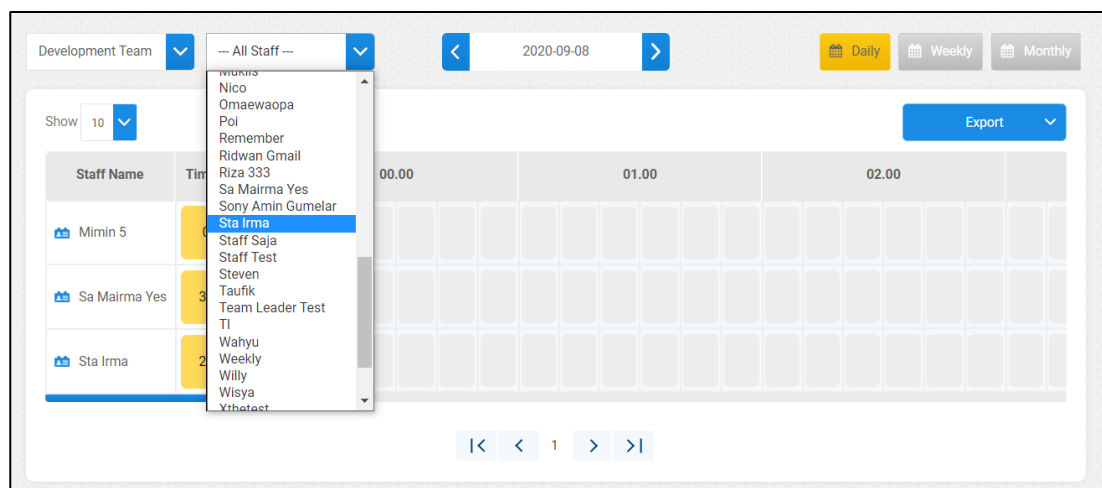 Development Team
--- All Staff ---
2020-09-08
Daily
Weekly
Monthly
Muklis
Nico
Omaewaopa
Poi
Remember
Ridwan Gmail
Riza 333
Sa Mairma Yes
Sony Amin Gumelar
Sta Irma
Staff Saja
Staff Test
Steven
Taufik
Team Leader Test
TI
Wahyu
Weekly
Willy
Wisya
Xthetest
Show 10
Export
Staff Name
00.00
01.00
02.00
Mimin 5
Sa Mairma Yes
Sta Irma
1